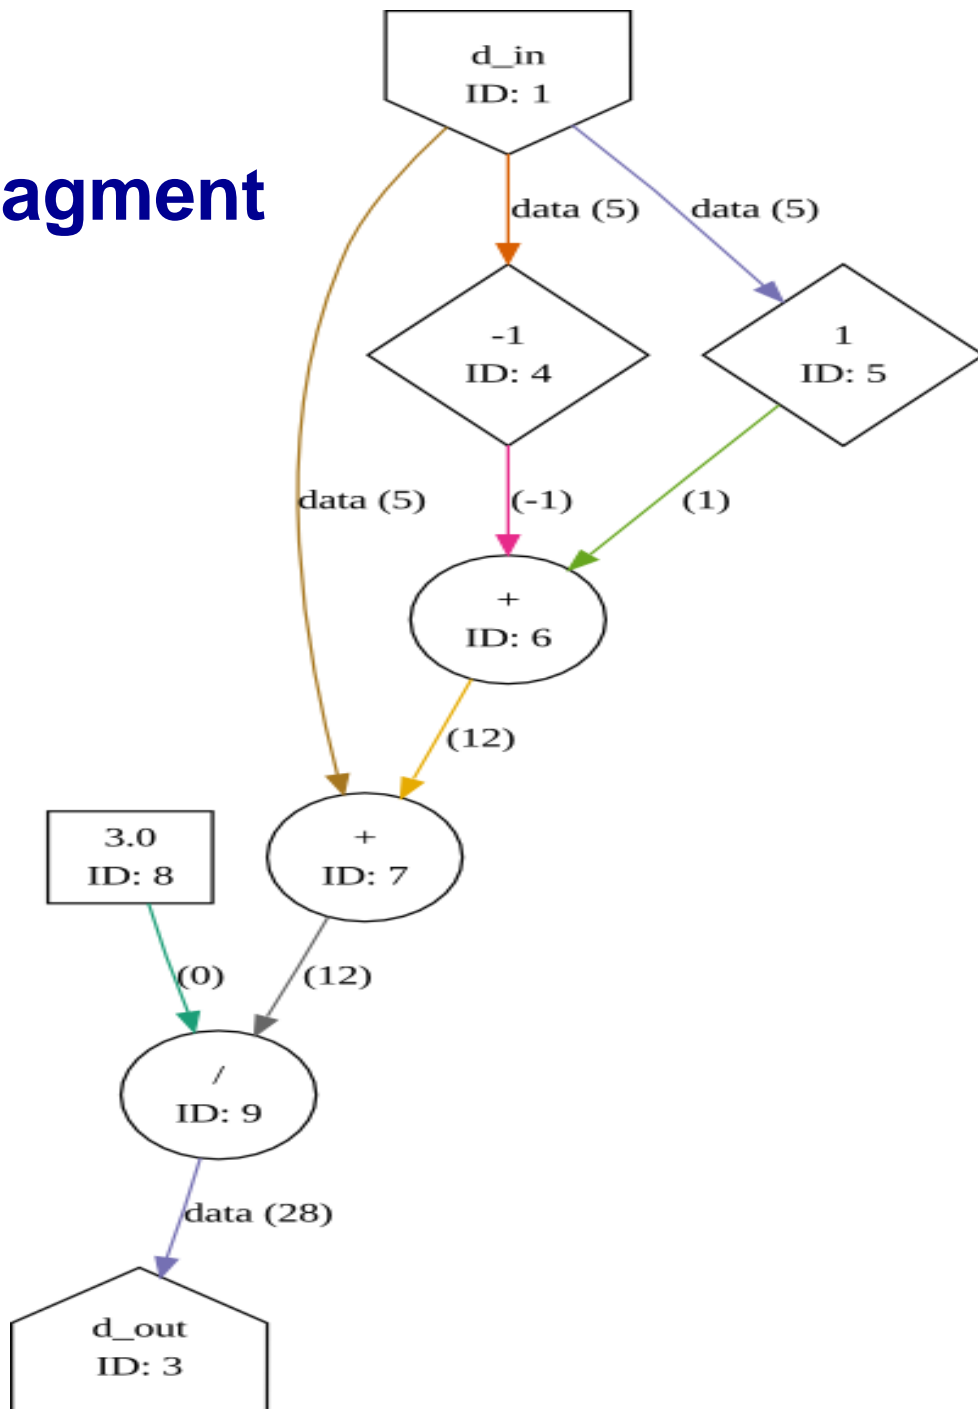 d_in
ID: 1
agment
data (5)
data (5)
-1
ID: 4
1
ID: 5
data (5)
(-1)
(1)
+
ID: 6
(12)
3.0
ID: 8
+
ID: 7
(0)
(12)
/
ID: 9
data (28)
d_out
ID: 3